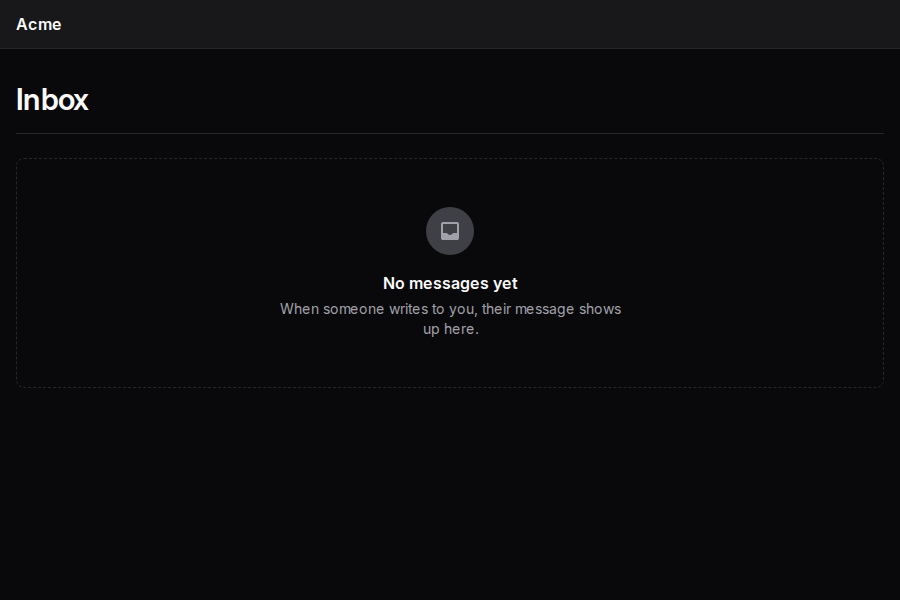 Acme
Inbox
No messages yet
When someone writes to you, their message shows
up here.